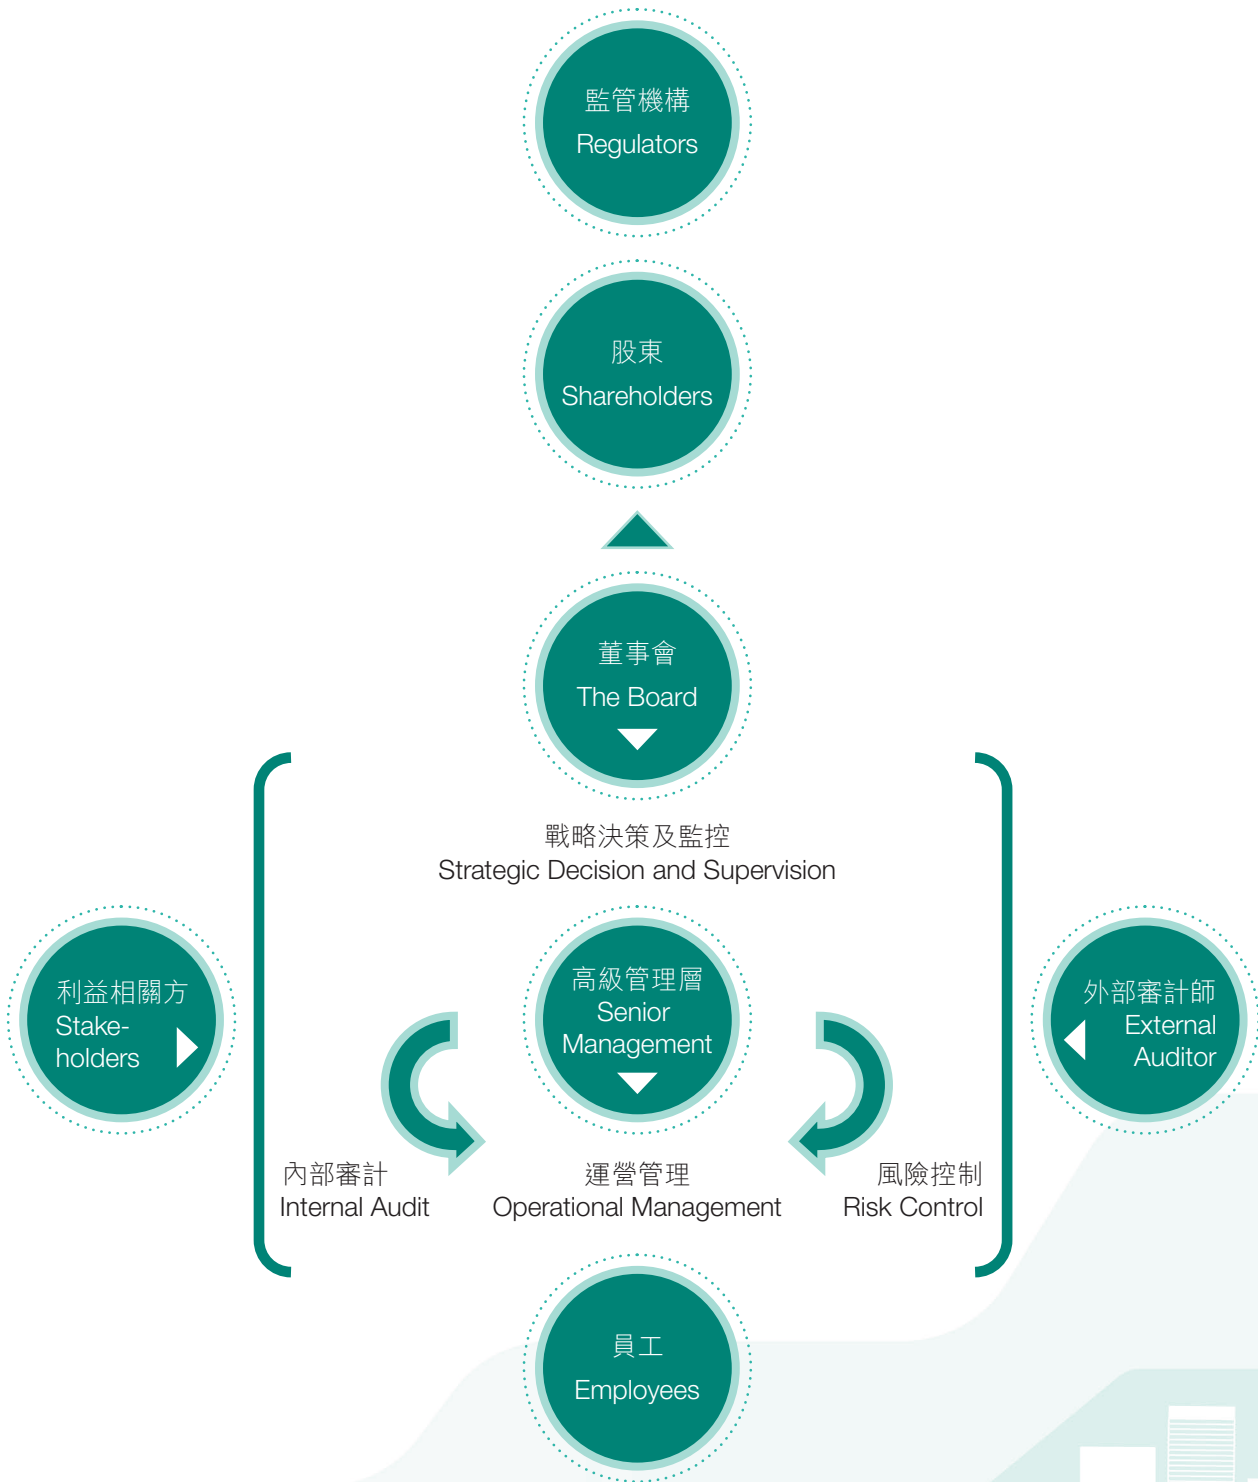 監管機構
Regulators
股東
Shareholders
董事會
The Board
戰略決策及監控
Strategic Decision and Supervision
利益相關方
Stake-
holders
高級管理層
Senior
Management
外部審計師
External
Auditor
內部審計
Internal Audit
運營管理
Operational Management
風險控制
Risk Control
員工
Employees